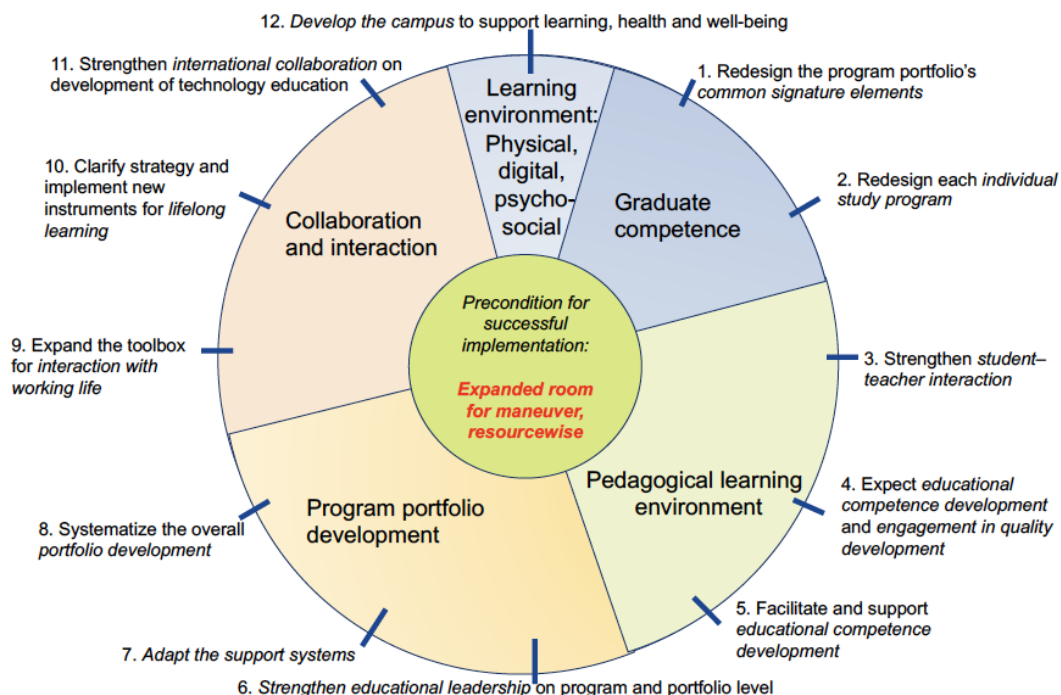 12. Develop the campus to support learning, health and well-being
11. Strengthen international collaboration on
development of technology education
1. Redesign the program portfolio's
common signature elements
Learning
environment:
Physical,
digital,
psycho-
social
10. Clarify strategy and
implement new
instruments for lifelong
learning
2. Redesign each individual
study program
Collaboration
and interaction
Graduate
competence
Precondition for
successful
implementation:
Expanded room
for maneuver,
resourcewise
9. Expand the toolbox
for interaction with
working life
3. Strengthen student–
teacher interaction
Pedagogical learning
environment
Program portfolio
development
4. Expect educational
competence development
and engagement in quality
development
8. Systematize the overall
portfolio development
5. Facilitate and support
educational competence
development
7. Adapt the support systems
6. Strengthen educational leadership on program and portfolio level